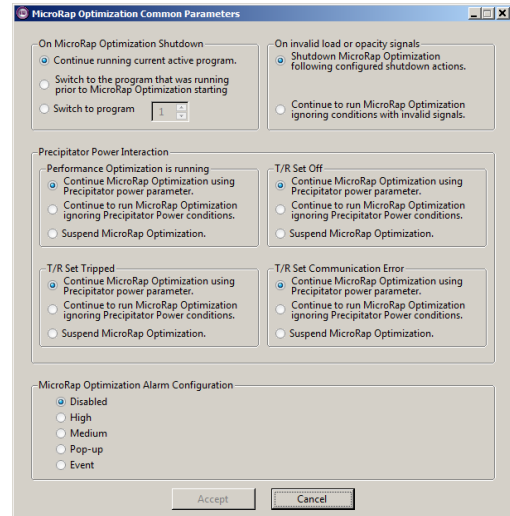 MicroRap Optimization Common Parameters
On MicroRap Optimization Shutdown
Continue running current active program.
Switch to the program that was running
prior to MicroRap Optimization starting
Switch to program 1
On invalid load or opacity signals
Shutdown MicroRap Optimization
following configured shutdown actions.
Continue to run MicroRap Optimization
ignoring conditions with invalid signals.
Precipitator Power Interaction
Performance Optimization is running
Continue MicroRap Optimization using
Precipitator power parameter.
Continue to run MicroRap Optimization
ignoring Precipitator Power conditions.
Suspend MicroRap Optimization.
T/R Set Off
Continue MicroRap Optimization using
Precipitator power parameter.
Continue to run MicroRap Optimization
ignoring Precipitator Power conditions.
Suspend MicroRap Optimization.
T/R Set Tripped
Continue MicroRap Optimization using
Precipitator power parameter.
Continue to run MicroRap Optimization
ignoring Precipitator Power conditions.
Suspend MicroRap Optimization.
T/R Set Communication Error
Continue MicroRap Optimization using
Precipitator power parameter.
Continue to run MicroRap Optimization
ignoring Precipitator Power conditions.
Suspend MicroRap Optimization.
MicroRap Optimization Alarm Configuration
Disabled
High
Medium
Pop-up
Event
Accept
Cancel